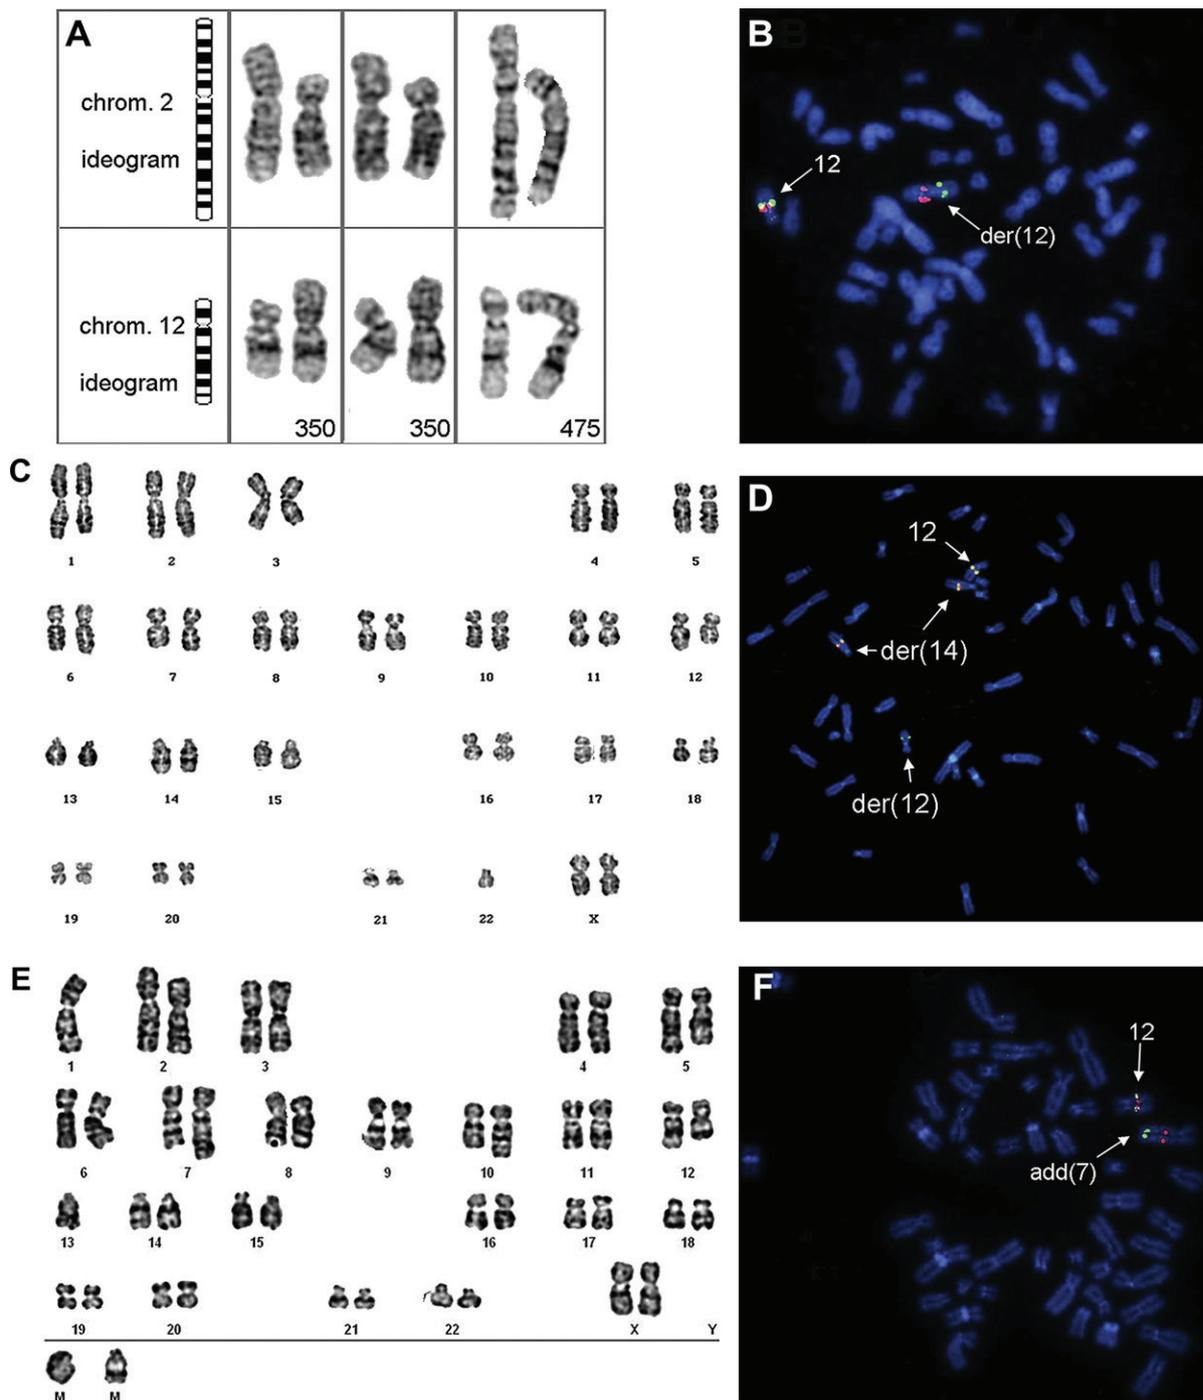 A
chrom. 2
ideogram
chrom. 12
ideogram
350
350
475
B
12
der(12)
C
1 2 3 4 5
6 7 8 9 10 11 12
13 14 15 16 17 18
19 20 21 22 X
D
12
der(14)
der(12)
E
1 2 3 4 5
6 7 8 9 10 11 12
13 14 15 16 17 18
19 20 21 22 X Y
M M
F
12
add(7)